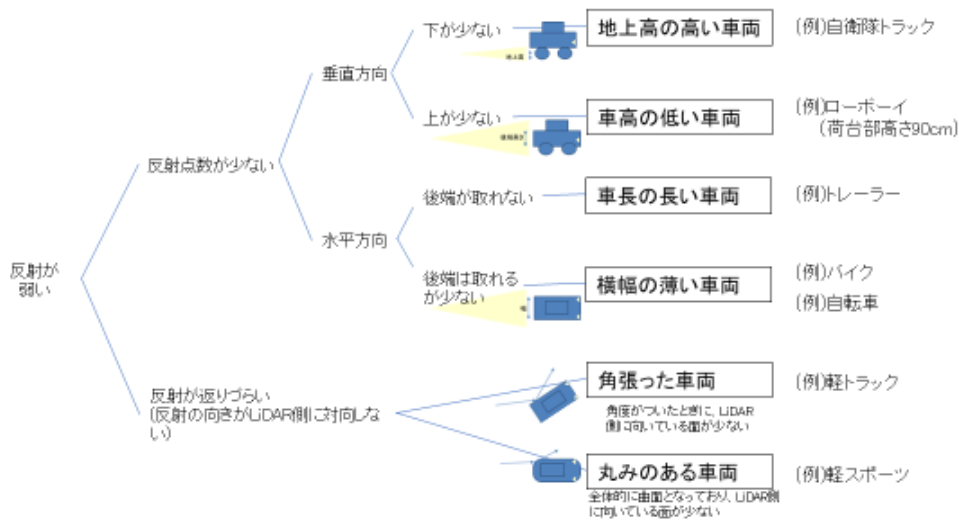 下が少ない
地上高の高い車両
(例)自衛隊トラック
地上高
垂直方向
上が少ない
車高の低い車両
(例)ローボーイ
(荷台部高さ90cm)
反射点数が少ない
後端が取れない
車長の長い車両
(例)トレーラー
水平方向
反射が
弱い
後端は取れる
が少ない
横幅の薄い車両
(例)バイク
(例)自転車
幅
反射が返りづらい
(反射の向きがLiDAR側に対向しな
い)
角張った車両
(例)軽トラック
角度がついたときに、LiDAR
側に向いている面が少ない
丸みのある車両
(例)軽スポーツ
全体的に曲面となっており、LiDAR側
に向いている面が少ない